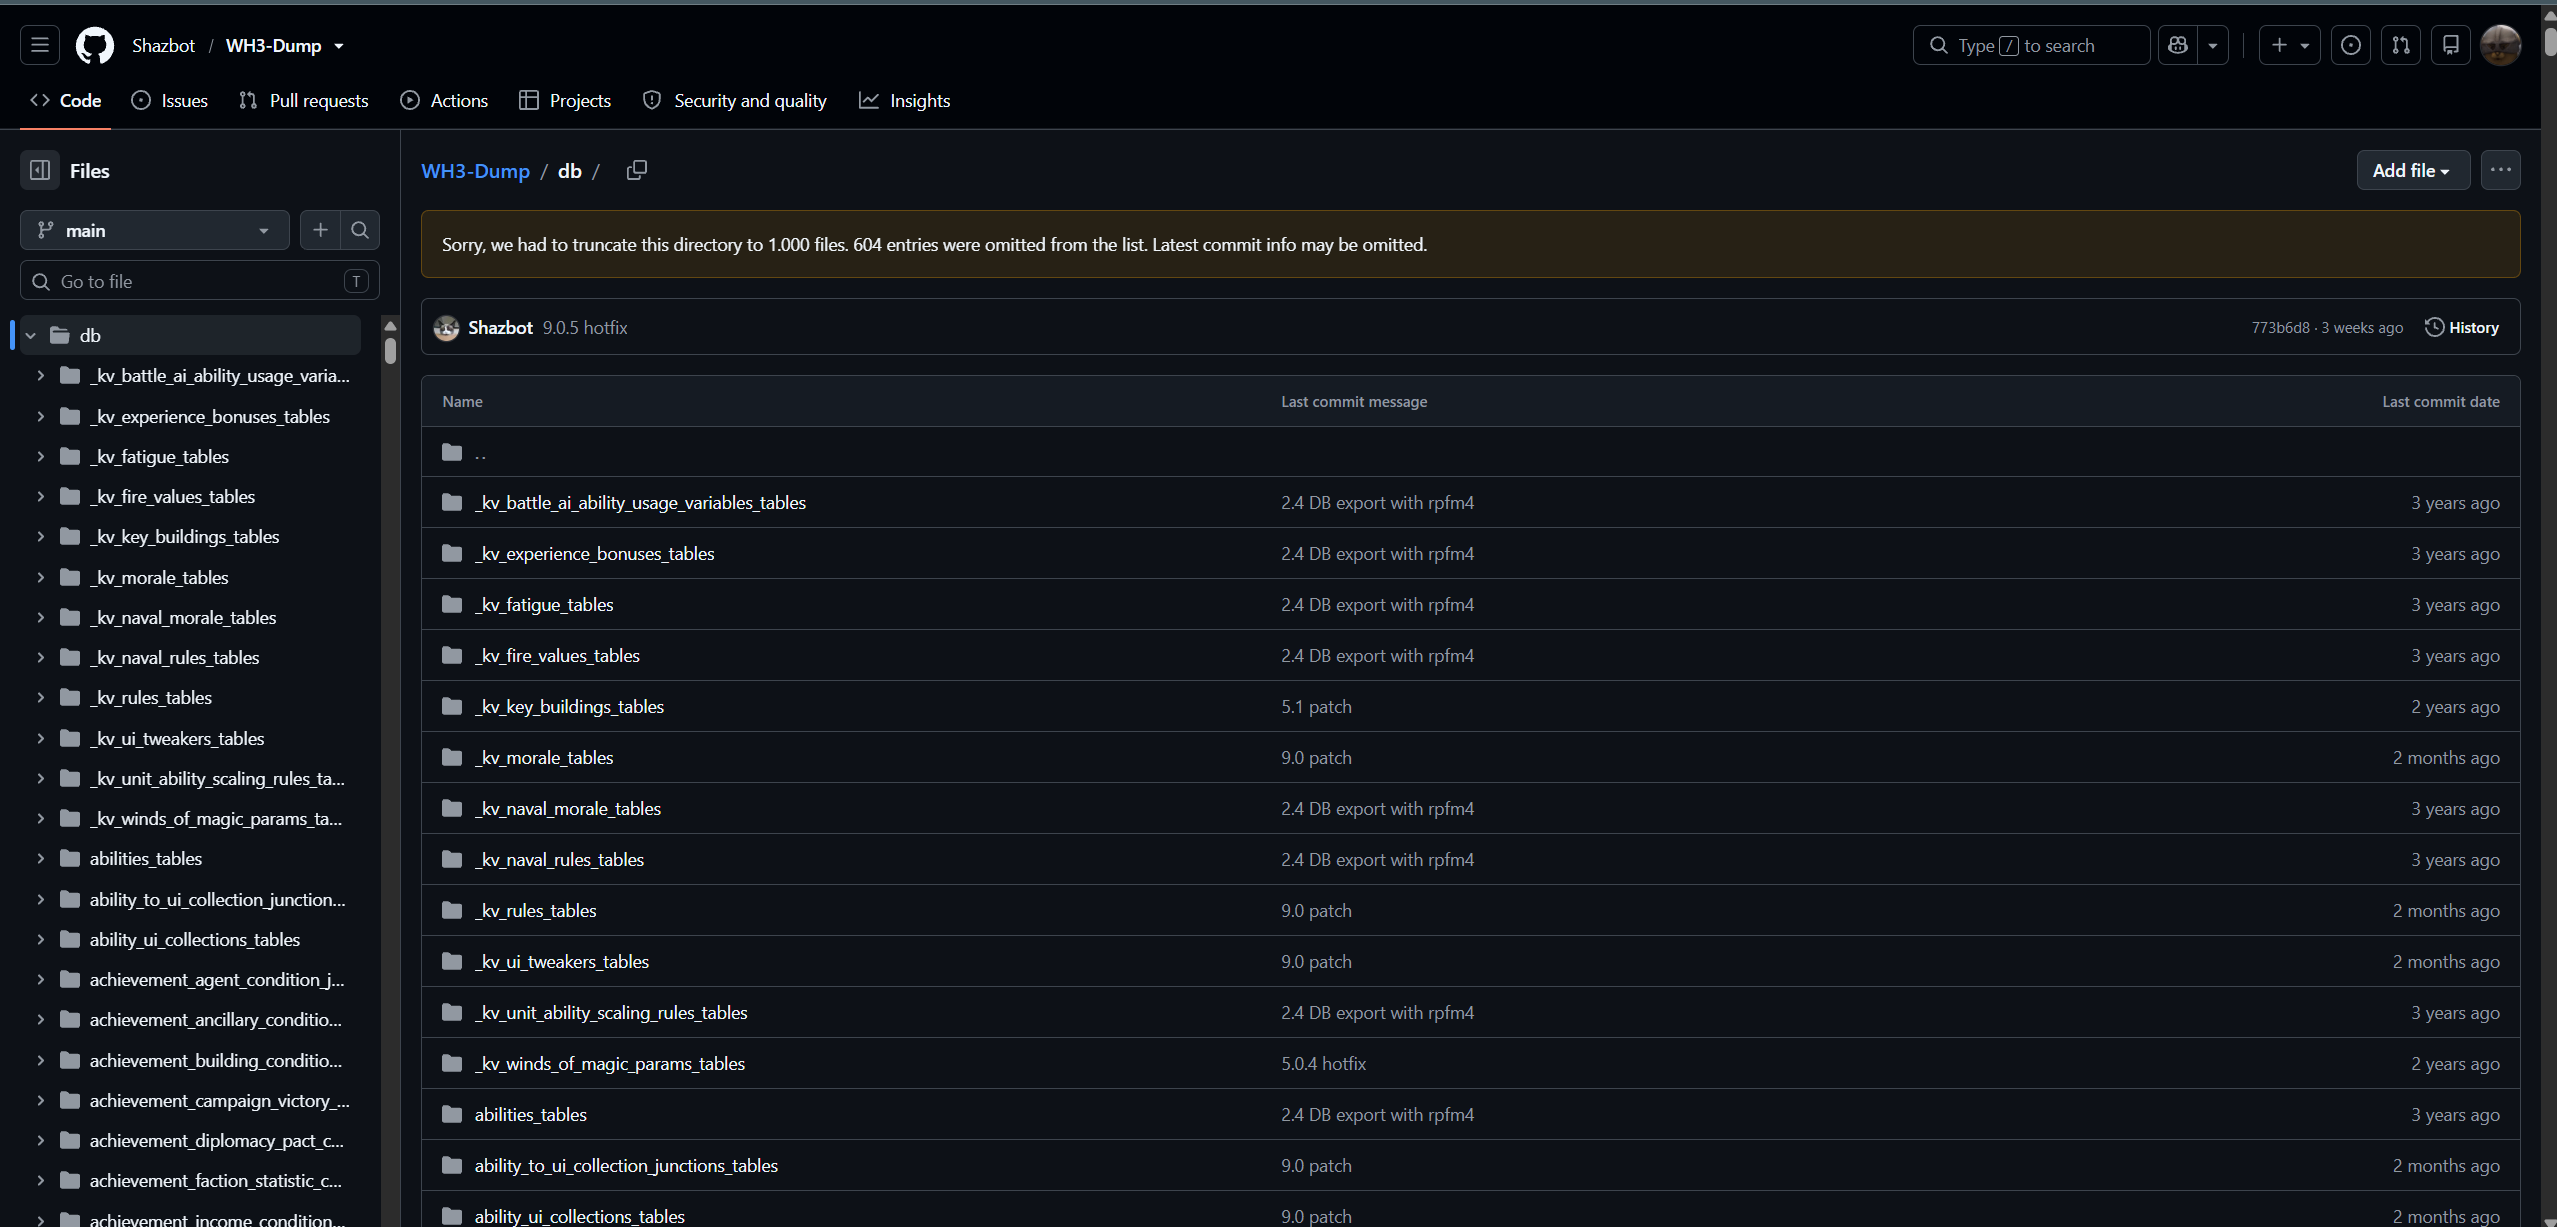 Shazbot / WH3-Dump
Type / to search
Code
Issues
Pull requests
Actions
Projects
Security and quality
Insights
Files
main
Go to file
T
db
_kv_battle_ai_ability_usage_varia...
_kv_experience_bonuses_tables
_kv_fatigue_tables
_kv_fire_values_tables
_kv_key_buildings_tables
_kv_morale_tables
_kv_naval_morale_tables
_kv_naval_rules_tables
_kv_rules_tables
_kv_ui_tweakers_tables
_kv_unit_ability_scaling_rules_ta...
_kv_winds_of_magic_params_ta...
abilities_tables
ability_to_ui_collection_junction...
ability_ui_collections_tables
achievement_agent_condition_j...
achievement_ancillary_conditio...
achievement_building_conditio...
achievement_campaign_victory_...
achievement_diplomacy_pact_c...
achievement_faction_statistic_c...
achievement_income_condition...
WH3-Dump / db /
Add file
Sorry, we had to truncate this directory to 1.000 files. 604 entries were omitted from the list. Latest commit info may be omitted.
Shazbot 9.0.5 hotfix
773b6d8 · 3 weeks ago
History
Name Last commit message Last commit date
..
_kv_battle_ai_ability_usage_variables_tables 2.4 DB export with rpfm4 3 years ago
_kv_experience_bonuses_tables 2.4 DB export with rpfm4 3 years ago
_kv_fatigue_tables 2.4 DB export with rpfm4 3 years ago
_kv_fire_values_tables 2.4 DB export with rpfm4 3 years ago
_kv_key_buildings_tables 5.1 patch 2 years ago
_kv_morale_tables 9.0 patch 2 months ago
_kv_naval_morale_tables 2.4 DB export with rpfm4 3 years ago
_kv_naval_rules_tables 2.4 DB export with rpfm4 3 years ago
_kv_rules_tables 9.0 patch 2 months ago
_kv_ui_tweakers_tables 9.0 patch 2 months ago
_kv_unit_ability_scaling_rules_tables 2.4 DB export with rpfm4 3 years ago
_kv_winds_of_magic_params_tables 5.0.4 hotfix 2 years ago
abilities_tables 2.4 DB export with rpfm4 3 years ago
ability_to_ui_collection_junctions_tables 9.0 patch 2 months ago
ability_ui_collections_tables 9.0 patch 2 months ago